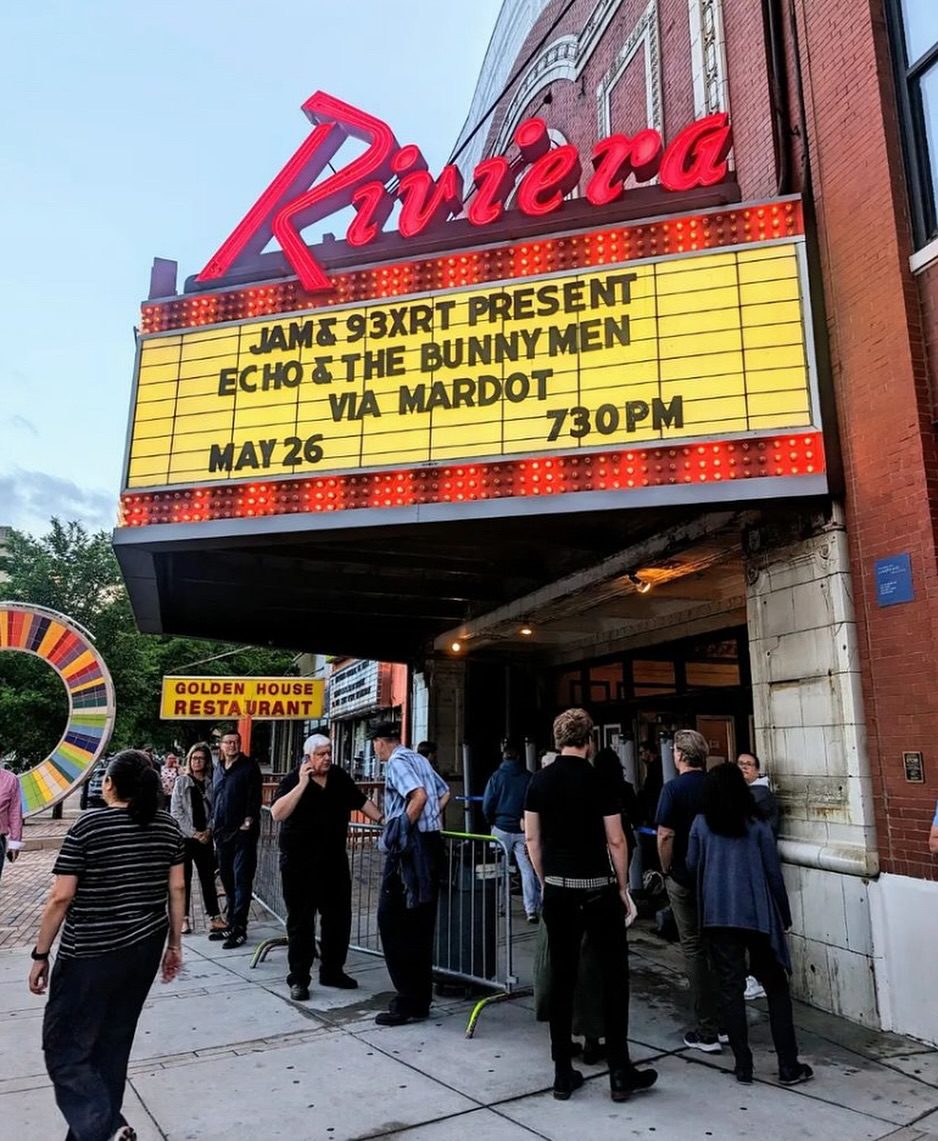 Riviera
JAM & 93XRT PRESENT
ECHO & THE BUNNYMEN
VIA MARDOT
MAY 26 730PM
GOLDEN HOUSE
RESTAURANT